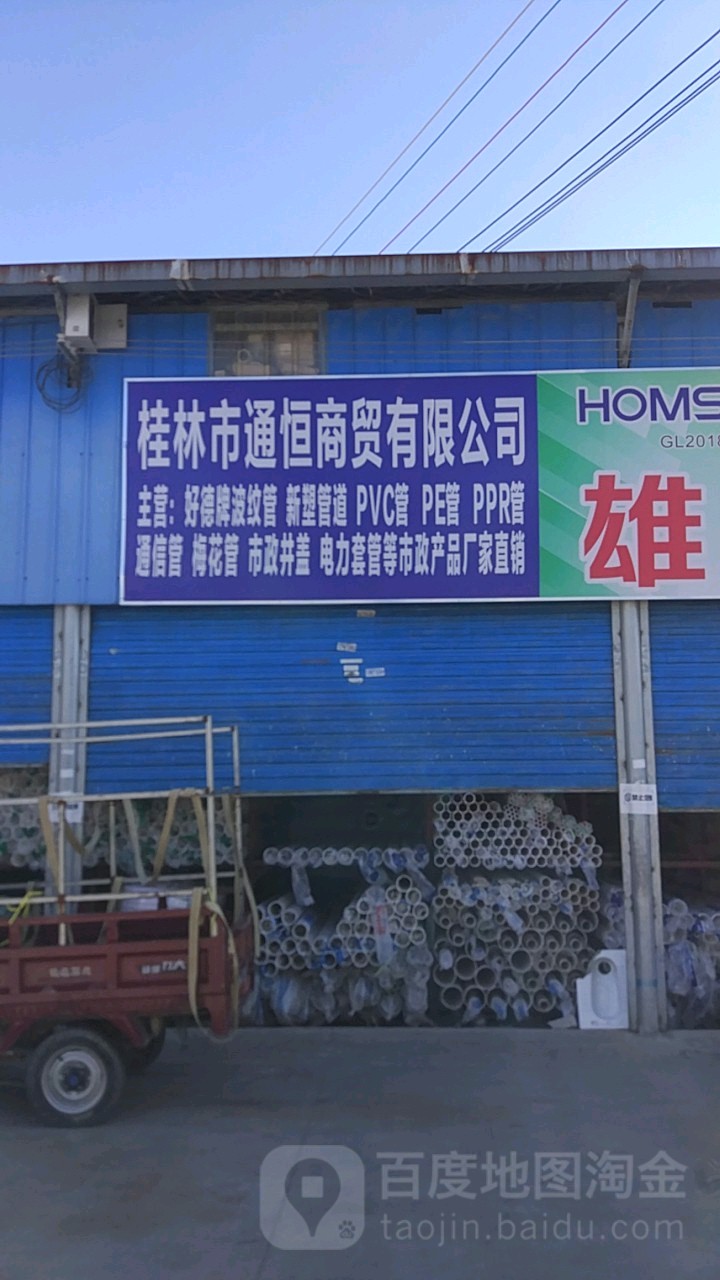 桂林市通恒商贸有限公司
主营：好德牌波纹管 新塑管道 PVC管 PE管 PPR管
通信管 梅花管 市政井盖 电力套管等市政产品厂家直销
HOMS
GL2018
雄
百度地图淘金
taojin.baidu.com